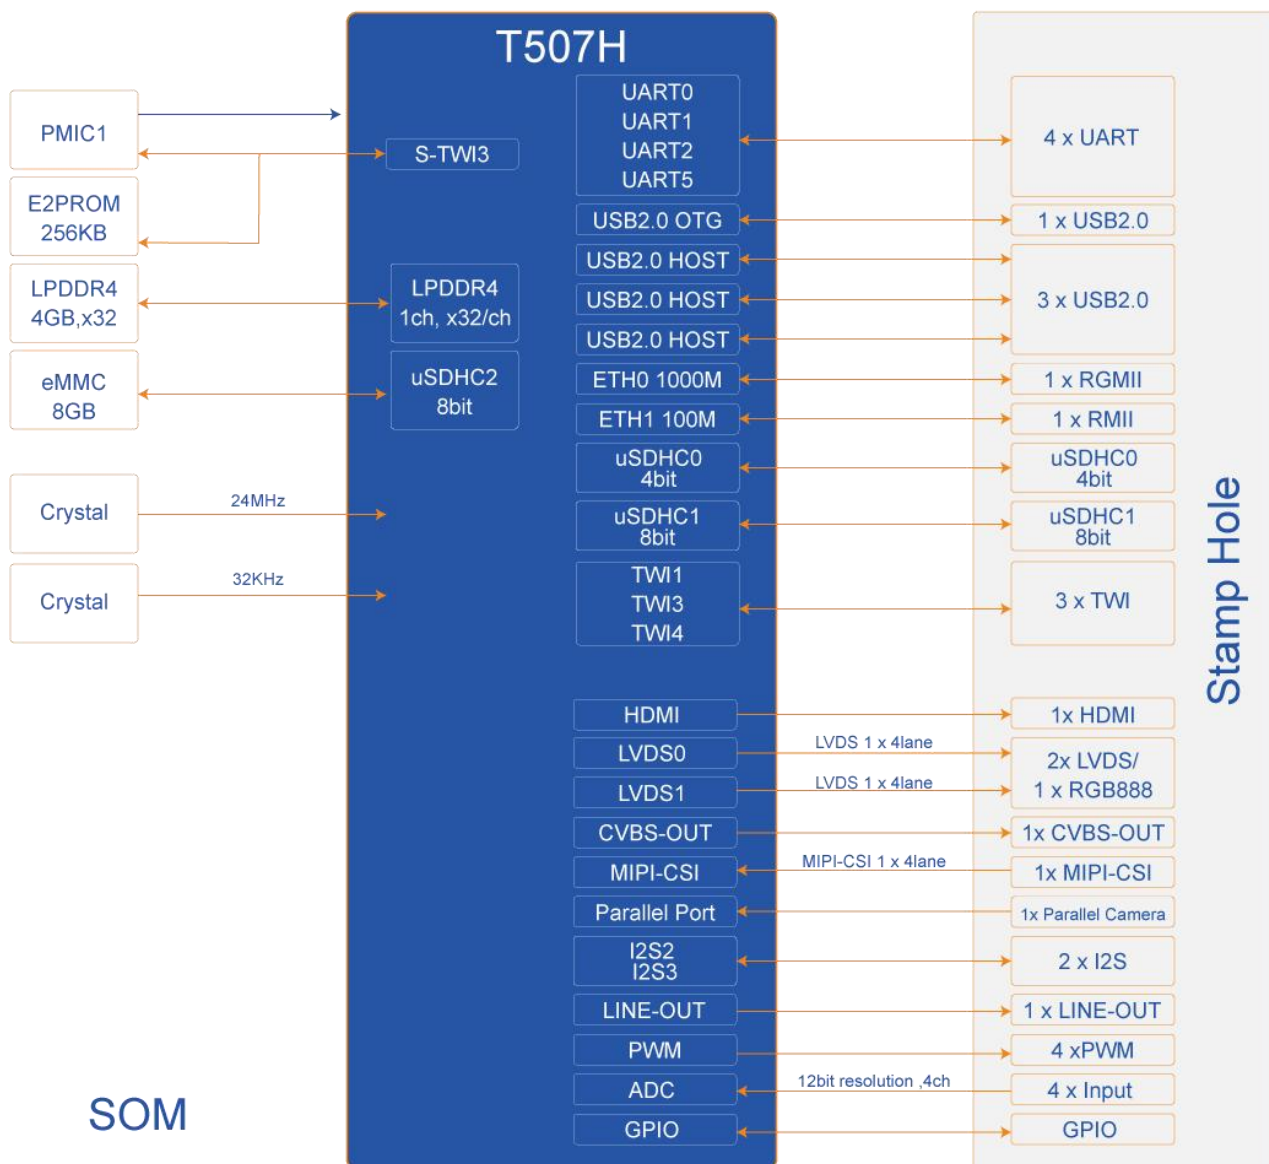 T507H
PMIC1
E2PROM
256KB
LPDDR4
4GB,x32
eMMC
8GB
Crystal
24MHz
Crystal
32KHz
SOM
S-TWI3
LPDDR4
1ch, x32/ch
uSDHC2
8bit
UART0
UART1
UART2
UART5
USB2.0 OTG
USB2.0 HOST
USB2.0 HOST
USB2.0 HOST
ETH0 1000M
ETH1 100M
uSDHC0
4bit
uSDHC1
8bit
TWI1
TWI3
TWI4
HDMI
LVDS0
LVDS1
CVBS-OUT
MIPI-CSI
Parallel Port
I2S2
I2S3
LINE-OUT
PWM
ADC
GPIO
LVDS 1 x 4lane
LVDS 1 x 4lane
MIPI-CSI 1 x 4lane
12bit resolution ,4ch
4 x UART
1 x USB2.0
3 x USB2.0
1 x RGMII
1 x RMII
uSDHC0
4bit
uSDHC1
8bit
3 x TWI
1x HDMI
2x LVDS/
1 x RGB888
1x CVBS-OUT
1x MIPI-CSI
1x Parallel Camera
2 x I2S
1 x LINE-OUT
4 xPWM
4 x Input
GPIO
Stamp Hole